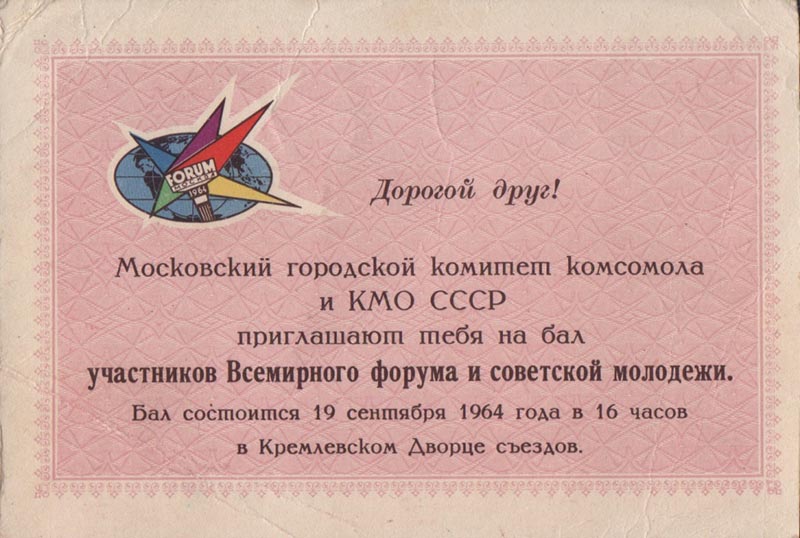 FORUM
МОСКВА
1964
Дорогой друг!
Московский городской комитет комсомола
и КМО СССР
приглашают тебя на бал
участников Всемирного форума и советской молодежи.
Бал состоится 19 сентября 1964 года в 16 часов
в Кремлевском Дворце съездов.